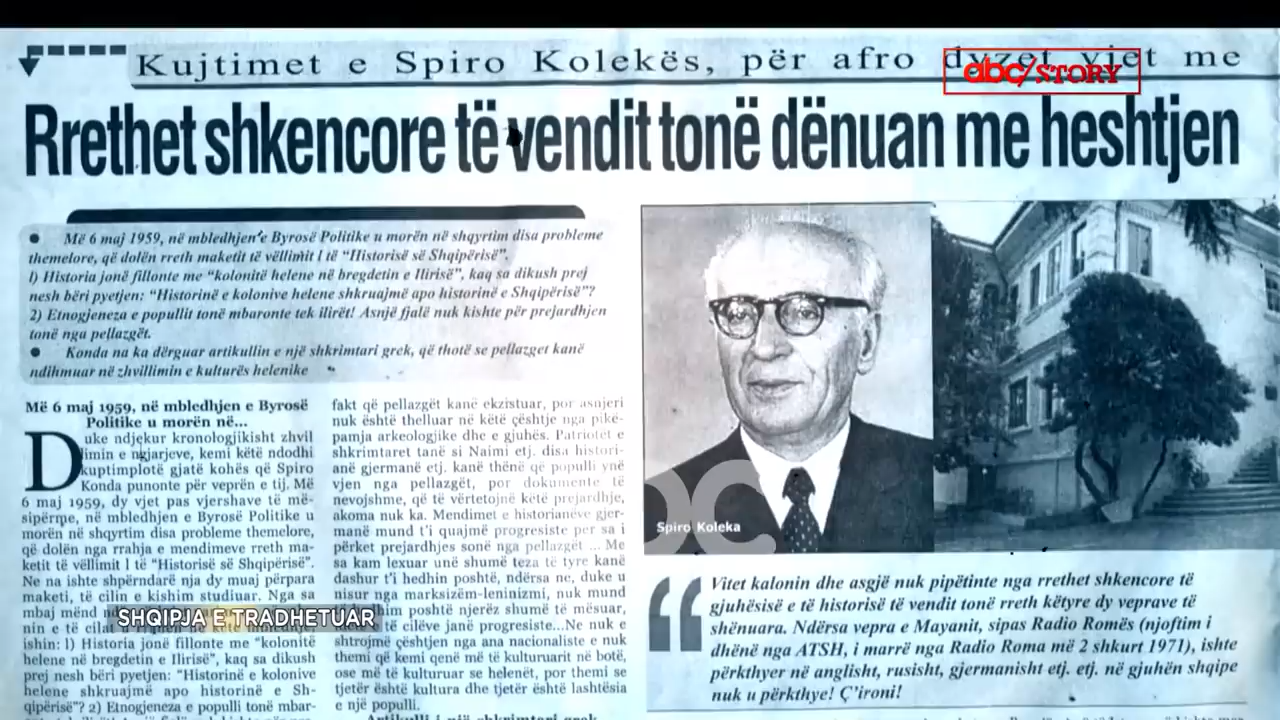 Kujtimet e Spiro Kolekës, për afro dyzet vjet me
abc/STORY
Rrethet shkencore të vendit tonë dënuan me heshtjen
● Më 6 maj 1959, në mbledhjen e Byrosë Politike u morën në shqyrtim disa probleme
themelore, që dolën rreth maketit të vëllimit I të “Historisë së Shqipërisë”.
1) Historia jonë fillonte me “kolonitë helene në bregdetin e Ilirisë”, kaq sa dikush prej
nesh bëri pyetjen: “Historinë e kolonive helene shkruajmë apo historinë e Shqipërisë”?
2) Etnogjeneza e popullit tonë mbaronte tek ilirët! Asnjë fjalë nuk kishte për prejardhjen
tonë nga pellazgët.
● Konda na ka dërguar artikullin e një shkrimtari grek, që thotë se pellazget kanë
ndihmuar në zhvillimin e kulturës helenike
Më 6 maj 1959, në mbledhjen e Byrosë
Politike u morën në...
Duke ndjekur kronologjikisht zhvil
limin e ngjarjeve, kemi këtë ndodhi
kuptimplotë gjatë kohës që Spiro
Konda punonte për veprën e tij. Më
6 maj 1959, dy vjet pas vjershave të më-
sipërme, në mbledhjen e Byrosë Politike u
morën në shqyrtim disa probleme themelore,
që dolën nga rrahja e mendimeve rreth ma-
ketit të vëllimit I të “Historisë së Shqipërisë”.
Ne na ishte shpërndarë nja dy muaj përpara
maketi, të cilin e kishim studiuar. Nga sa
mbaj mënd
nin e të cilat
ishin: 1) Historia jonë fillonte me “kolonitë
helene në bregdetin e Ilirisë”, kaq sa dikush
prej nesh bëri pyetjen: “Historinë e kolonive
helene shkruajmë apo historinë e Sh-
qipërisë”? 2) Etnogjeneza e popullit tonë mbar-
fakt që pellazgët kanë ekzistuar, por asnjeri
nuk është thelluar në këtë çështje nga pikë-
pamja arkeologjike dhe e gjuhës. Patriotët e
shkrimtaret tanë si Naimi etj. disa histori-
anë gjermanë etj. kanë thënë që populli ynë
vjen nga pellazgët, por dokumente të
nevojshme, që të vërtetojnë këtë prejardhje,
akoma nuk ka. Mendimet e historianëve gjer-
manë mund t’i quajmë progresiste per sa i
përket prejardhjes sonë nga pellazgët ... Me
sa kam lexuar unë shumë teza të tyre kanë
dashur t’i hedhin poshtë, ndërsa ne, duke u
nisur nga marksizëm-leninizmi, nuk mund
poshtë njerëz shumë të mësuar,
të cilëve janë progresiste...Ne nuk e
shtrojmë çështjen nga ana nacionaliste e nuk
themi që kemi qenë më të kulturuarit në botë,
ose më të kulturuar se helenët, por themi se
tjetër është kultura dhe tjetër është lashtësia
e një populli.
Artikulli i një shkrimtari grek
Spiro Koleka
“ Vitet kalonin dhe asgjë nuk pipëtinte nga rrethet shkencore të
gjuhësisë e të historisë të vendit tonë rreth këtyre dy veprave të
shënuara. Ndërsa vepra e Mayanit, sipas Radio Romës (njoftim i
dhënë nga ATSH, i marrë nga Radio Roma më 2 shkurt 1971), ishte
përkthyer në anglisht, rusisht, gjermanisht etj. etj. në gjuhën shqipe
nuk u përkthye! Ç’ironi!
SHQIPJA E TRADHETUAR